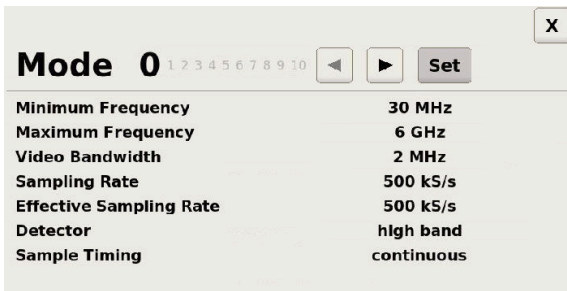 X
Mode 0 1 2 3 4 5 6 7 8 9 10 ◀ ▶ Set
Minimum Frequency 30 MHz
Maximum Frequency 6 GHz
Video Bandwidth 2 MHz
Sampling Rate 500 kS/s
Effective Sampling Rate 500 kS/s
Detector high band
Sample Timing continuous